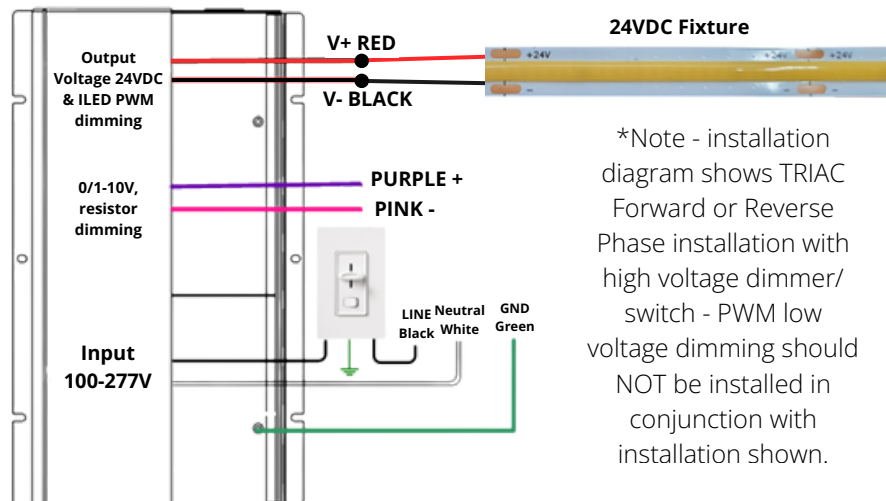 24VDC Fixture
V+ RED
Output
Voltage 24VDC
& ILED PWM
dimming
+24V
+24V
+24V
-
-
-
V- BLACK
*Note - installation
diagram shows TRIAC
Forward or Reverse
Phase installation with
high voltage dimmer/
switch - PWM low
voltage dimming should
NOT be installed in
conjunction with
installation shown.
0/1-10V,
resistor
dimming
PURPLE +
PINK -
LINE
Black
Neutral
White
GND
Green
Input
100-277V